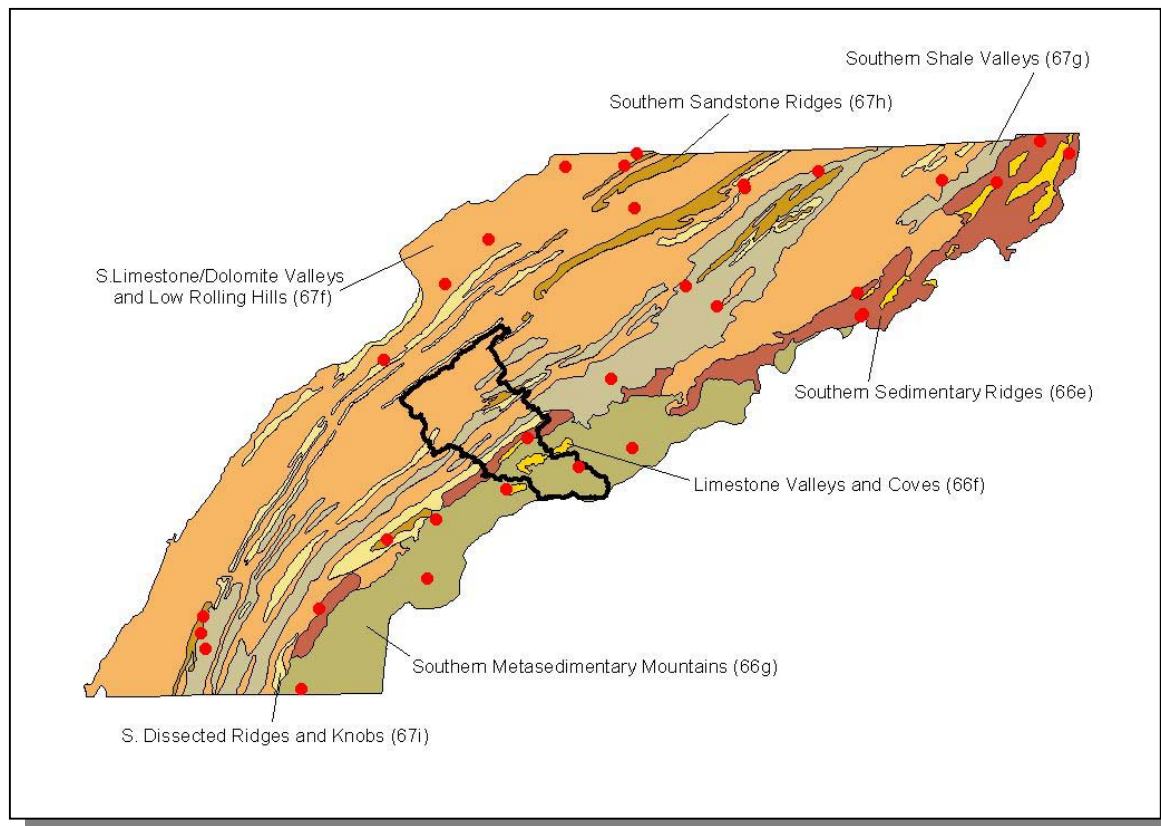 Southern Shale Valleys (67g)
Southern Sandstone Ridges (67h)
S.Limestone/Dolomite Valleys
and Low Rolling Hills (67f)
Southern Sedimentary Ridges (66e)
Limestone Valleys and Coves (66f)
Southern Metasedimentary Mountains (66g)
S. Dissected Ridges and Knobs (67i)